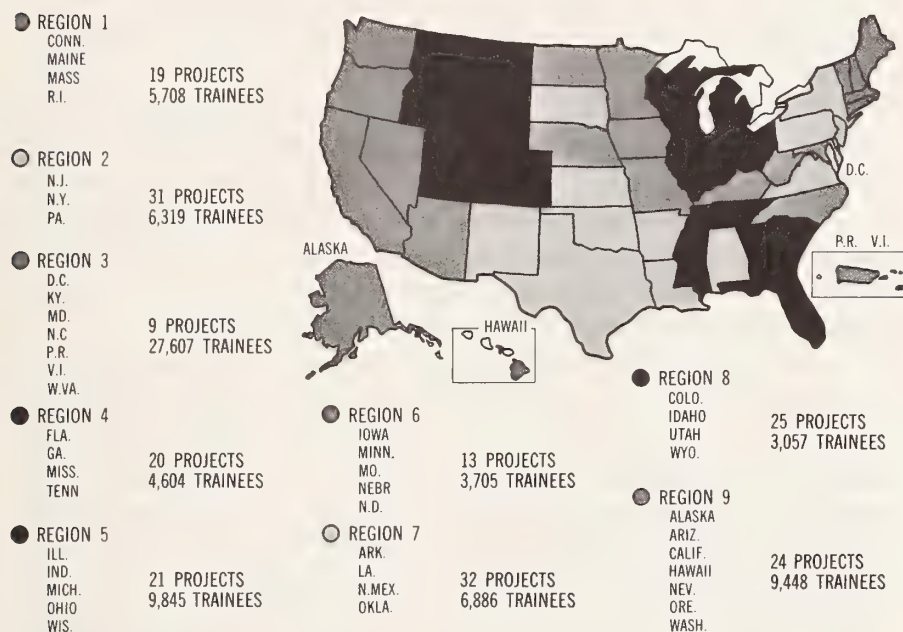 REGION 1
CONN.
MAINE
MASS
R.I.
19 PROJECTS
5,708 TRAINEES
REGION 2
N.J.
N.Y.
PA.
31 PROJECTS
6,319 TRAINEES
REGION 3
D.C.
KY.
MD.
N.C
P.R.
V.I.
W.VA.
9 PROJECTS
27,607 TRAINEES
REGION 4
FLA.
GA.
MISS.
TENN
20 PROJECTS
4,604 TRAINEES
REGION 5
ILL.
IND.
MICH.
OHIO
WIS.
21 PROJECTS
9,845 TRAINEES
ALASKA
HAWAII
D.C.
P.R. V.I.
REGION 6
IOWA
MINN.
MO.
NEBR
N.D.
13 PROJECTS
3,705 TRAINEES
REGION 7
ARK.
LA.
N.MEX.
OKLA.
32 PROJECTS
6,886 TRAINEES
REGION 8
COLO.
IDAHO
UTAH
WYO.
25 PROJECTS
3,057 TRAINEES
REGION 9
ALASKA
ARIZ.
CALIF.
HAWAII
NEV.
ORE.
WASH.
24 PROJECTS
9,448 TRAINEES